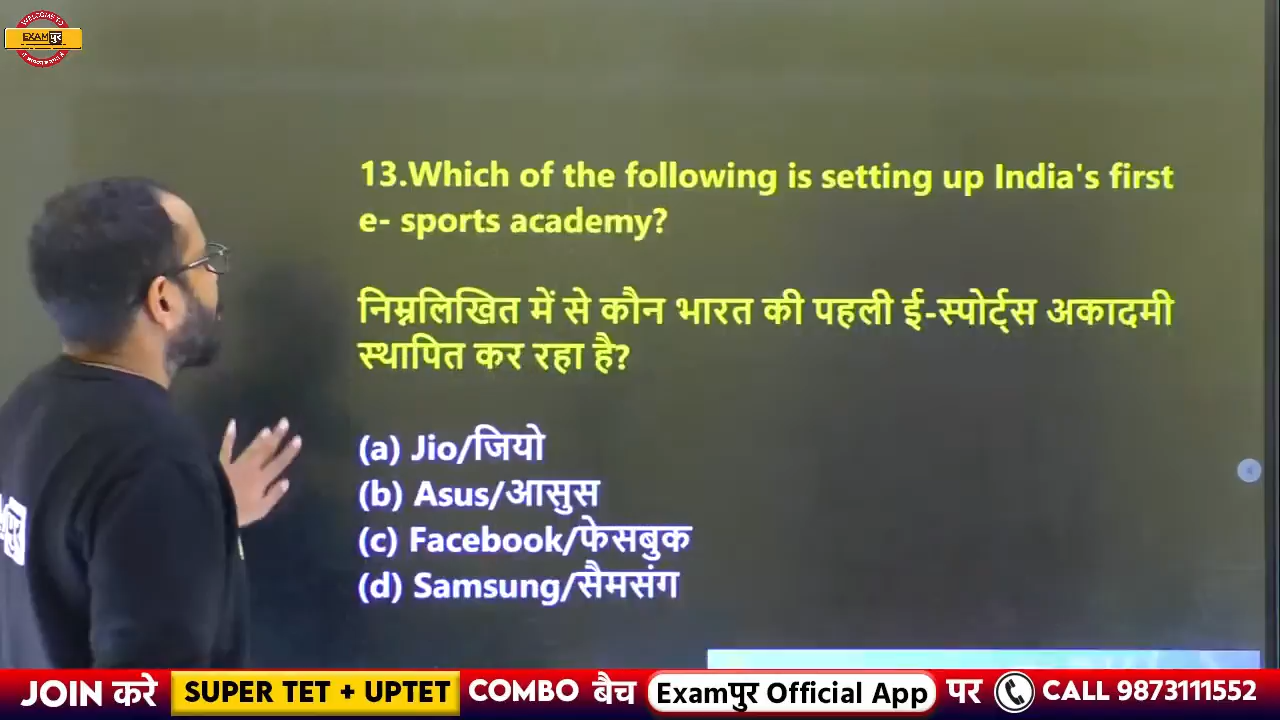 WELCOME TO
EXAMपुर
13.Which of the following is setting up India's first
e- sports academy?
निम्नलिखित में से कौन भारत की पहली ई-स्पोर्ट्स अकादमी
स्थापित कर रहा है?
(a) Jio/जियो
(b) Asus/आसुस
(c) Facebook/फेसबुक
(d) Samsung/सैमसंग
JOIN करे SUPER TET + UPTET COMBO बैच Examपुर Official App पर CALL 9873111552